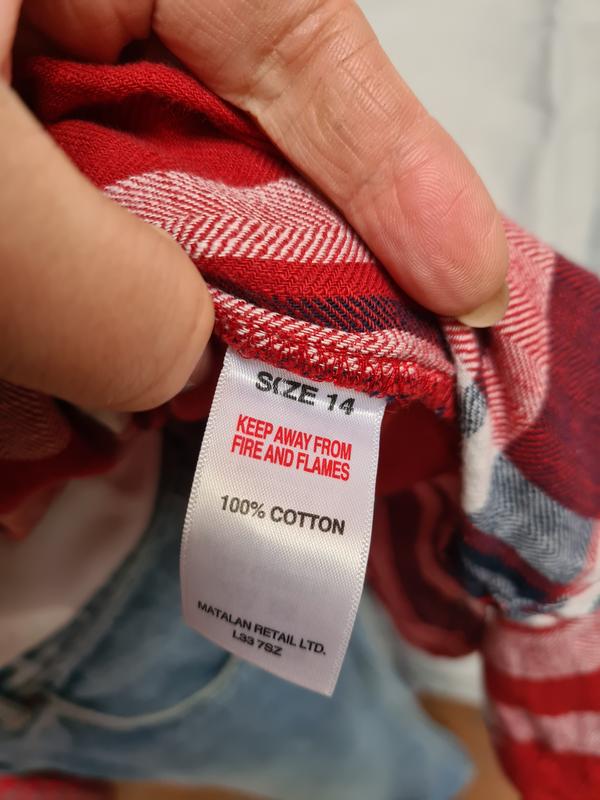 SIZE 14
KEEP AWAY FROM
FIRE AND FLAMES
100% COTTON
MATALAN RETAIL LTD.
L33 7SZ